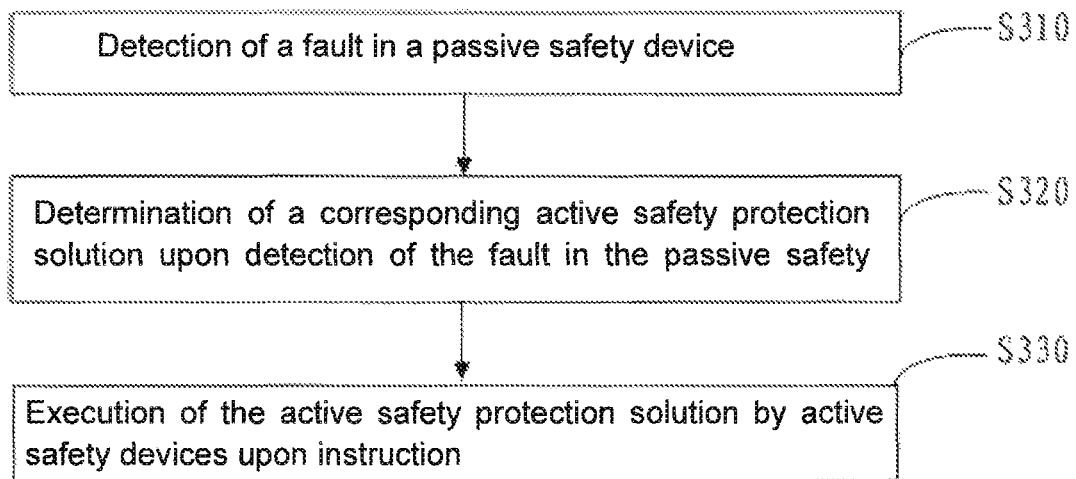 Detection of a fault in a passive safety device
S310
Determination of a corresponding active safety protection
solution upon detection of the fault in the passive safety
S320
Execution of the active safety protection solution by active
safety devices upon instruction
S330